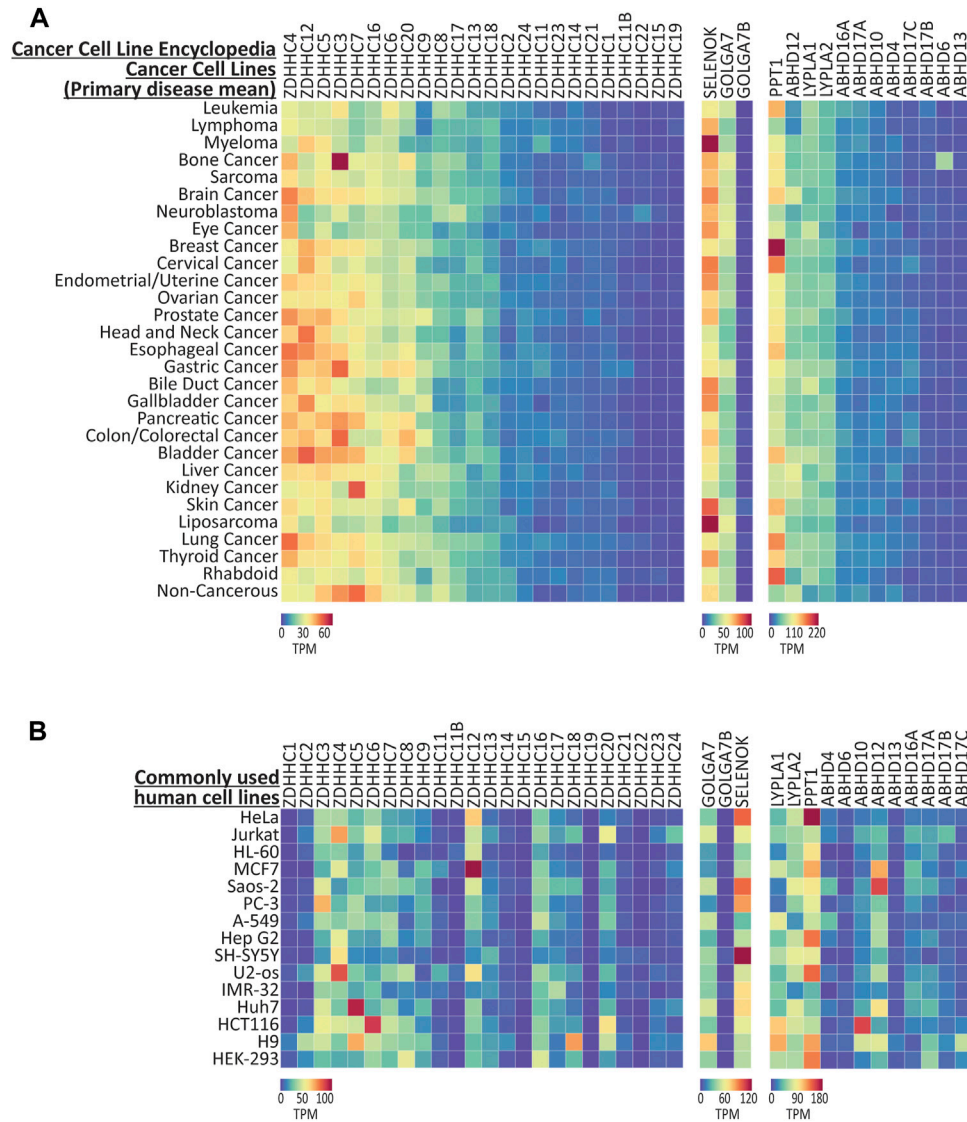 A
Cancer Cell Line Encyclopedia
Cancer Cell Lines
(Primary disease mean)
ZDHHC4
ZDHHC12
ZDHHC5
ZDHHC3
ZDHHC7
ZDHHC16
ZDHHC6
ZDHHC20
ZDHHC9
ZDHHC8
ZDHHC17
ZDHHC13
ZDHHC18
ZDHHC2
ZDHHC24
ZDHHC11
ZDHHC23
ZDHHC14
ZDHHC21
ZDHHC1
ZDHHC11B
ZDHHC22
ZDHHC15
ZDHHC19
SELENOK
GOLGA7
GOLGA7B
PPT1
ABHD12
LYPLA1
LYPLA2
ABHD16A
ABHD17A
ABHD10
ABHD4
ABHD17C
ABHD17B
ABHD6
ABHD13
Leukemia
Lymphoma
Myeloma
Bone Cancer
Sarcoma
Brain Cancer
Neuroblastoma
Eye Cancer
Breast Cancer
Cervical Cancer
Endometrial/Uterine Cancer
Ovarian Cancer
Prostate Cancer
Head and Neck Cancer
Esophageal Cancer
Gastric Cancer
Bile Duct Cancer
Gallbladder Cancer
Pancreatic Cancer
Colon/Colorectal Cancer
Bladder Cancer
Liver Cancer
Kidney Cancer
Skin Cancer
Liposarcoma
Lung Cancer
Thyroid Cancer
Rhabdoid
Non-Cancerous
0 30 60
TPM
0 50 100
TPM
0 110 220
TPM
B
Commonly used
human cell lines
ZDHHC1
ZDHHC2
ZDHHC3
ZDHHC4
ZDHHC5
ZDHHC6
ZDHHC7
ZDHHC8
ZDHHC9
ZDHHC11
ZDHHC11B
ZDHHC12
ZDHHC13
ZDHHC14
ZDHHC15
ZDHHC16
ZDHHC17
ZDHHC18
ZDHHC19
ZDHHC20
ZDHHC21
ZDHHC22
ZDHHC23
ZDHHC24
GOLGA7
GOLGA7B
SELENOK
LYPLA1
LYPLA2
PPT1
ABHD4
ABHD6
ABHD10
ABHD12
ABHD13
ABHD16A
ABHD17A
ABHD17B
ABHD17C
HeLa
Jurkat
HL-60
MCF7
Saos-2
PC-3
A-549
Hep G2
SH-SY5Y
U2-os
IMR-32
Huh7
HCT116
H9
HEK-293
0 50 100
TPM
0 60 120
TPM
0 90 180
TPM